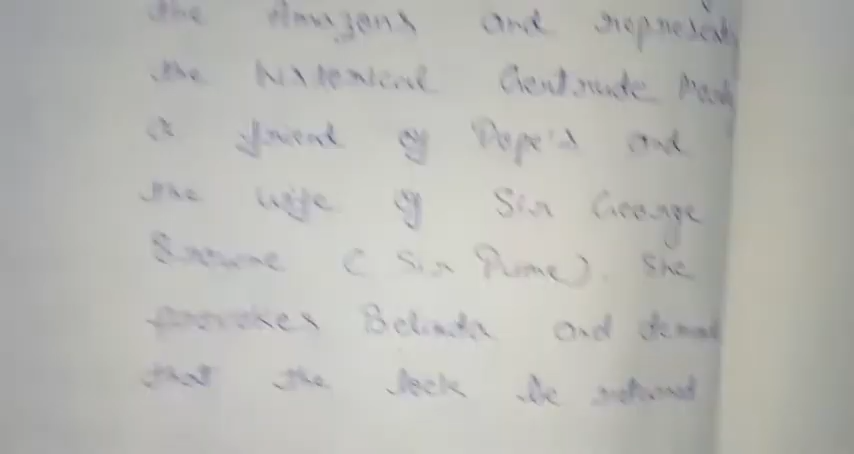 the Amazons and represents
the historical Gertrude
a friend of Pope's and
the wife of Sir George
Browne ( Sir Plume). She
provokes Belinda and
that the lock be returned